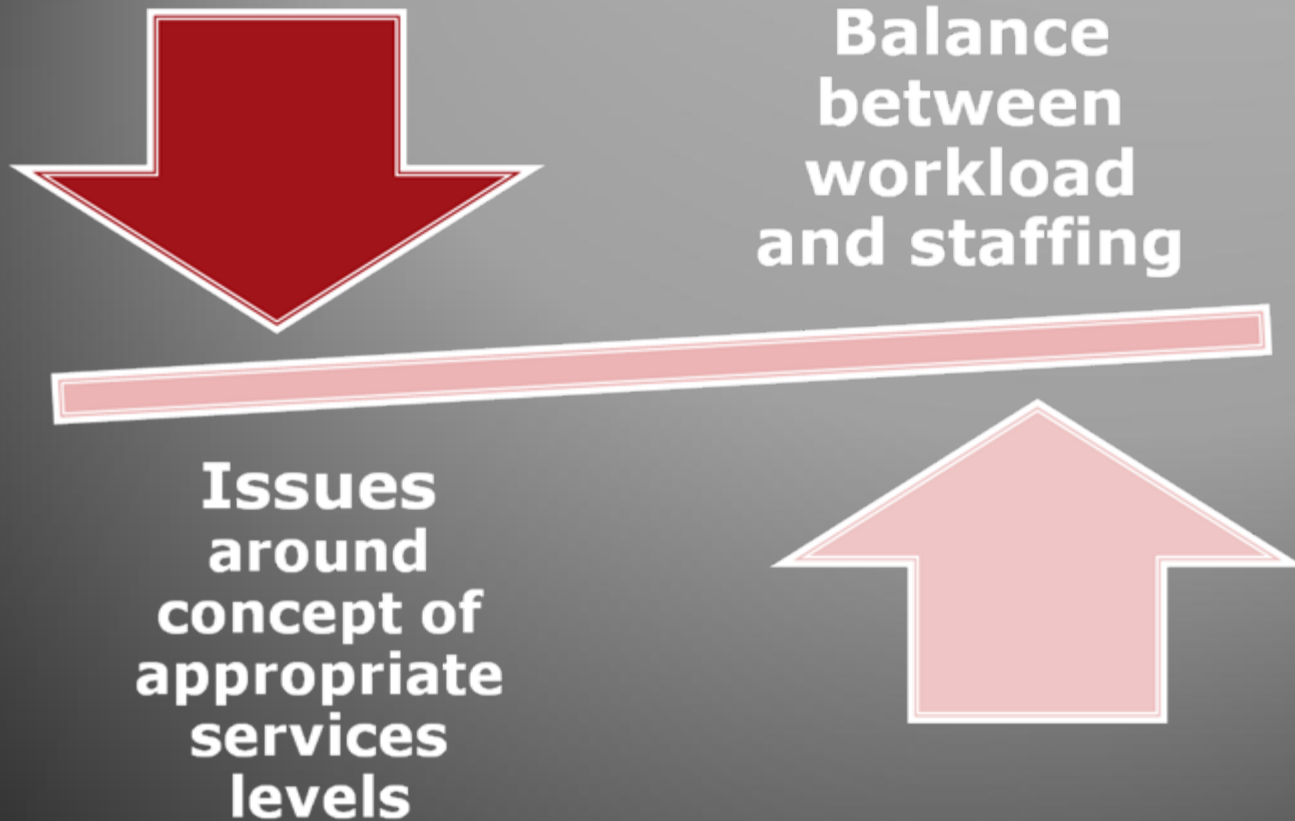 Balance
between
workload
and staffing
Issues
around
concept of
appropriate
services
levels